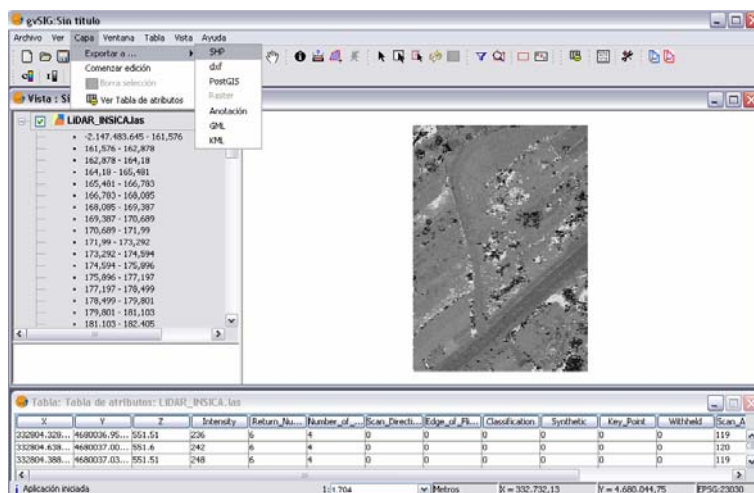 gvSIG:Sin título
Archivo Ver Capa Ventana Tabla Vista Ayuda
Exportar a ...
Comenzar edición
Borra selección
Ver Tabla de atributos
SHP
dxf
PostGIS
Raster
Anotación
GML
KML
Vista : Si
LiDAR_INSICA.las
-2.147.483.645 - 161,576
161,576 - 162,878
162,878 - 164,18
164,18 - 165,481
165,481 - 166,783
166,783 - 168,085
168,085 - 169,387
169,387 - 170,689
170,689 - 171,99
171,99 - 173,292
173,292 - 174,594
174,594 - 175,896
175,896 - 177,197
177,197 - 178,499
178,499 - 179,801
179,801 - 181,103
181,103 - 182,405
Tabla: Tabla de atributos: LiDAR_INSICA.las
X Y Z Intensity Return_Nu... Number_of_... Scan_Directi... Edge_of_Fli... Classification Synthetic Key_Point Withheld Scan_A
332804.328... 4680036.95... 551.51 236 6 4 0 0 0 0 0 0 119
332804.638... 4680037.00... 551.6 242 6 4 0 0 0 0 0 0 120
332804.388... 4680037.03... 551.51 248 6 4 0 0 0 0 0 0 119
Aplicación iniciada 1: 1.704 Metros X = 332.732,13 Y = 4.680.044,75 EPSG:23030